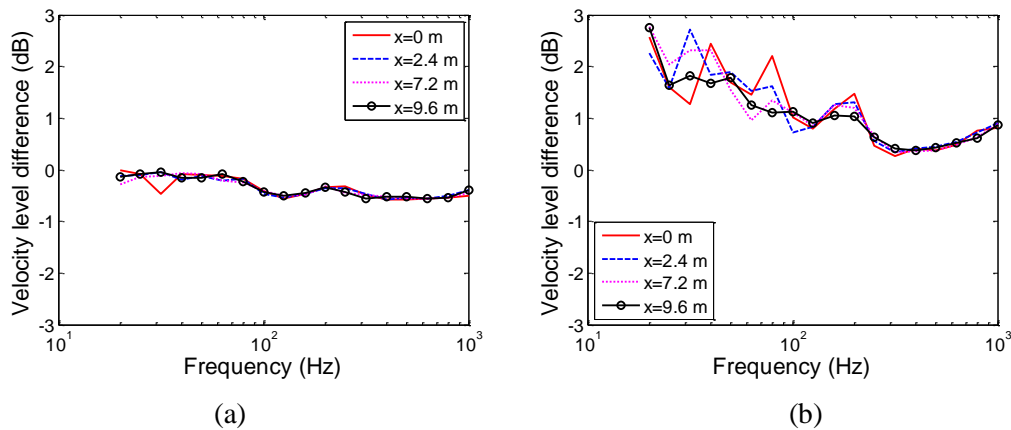 3
2
1
0
-1
-2
-3
10^1
10^2
10^3
Velocity level difference (dB)
Frequency (Hz)
x=0 m
x=2.4 m
x=7.2 m
x=9.6 m
(a)
3
2
1
0
-1
-2
-3
10^1
10^2
10^3
Velocity level difference (dB)
Frequency (Hz)
x=0 m
x=2.4 m
x=7.2 m
x=9.6 m
(b)